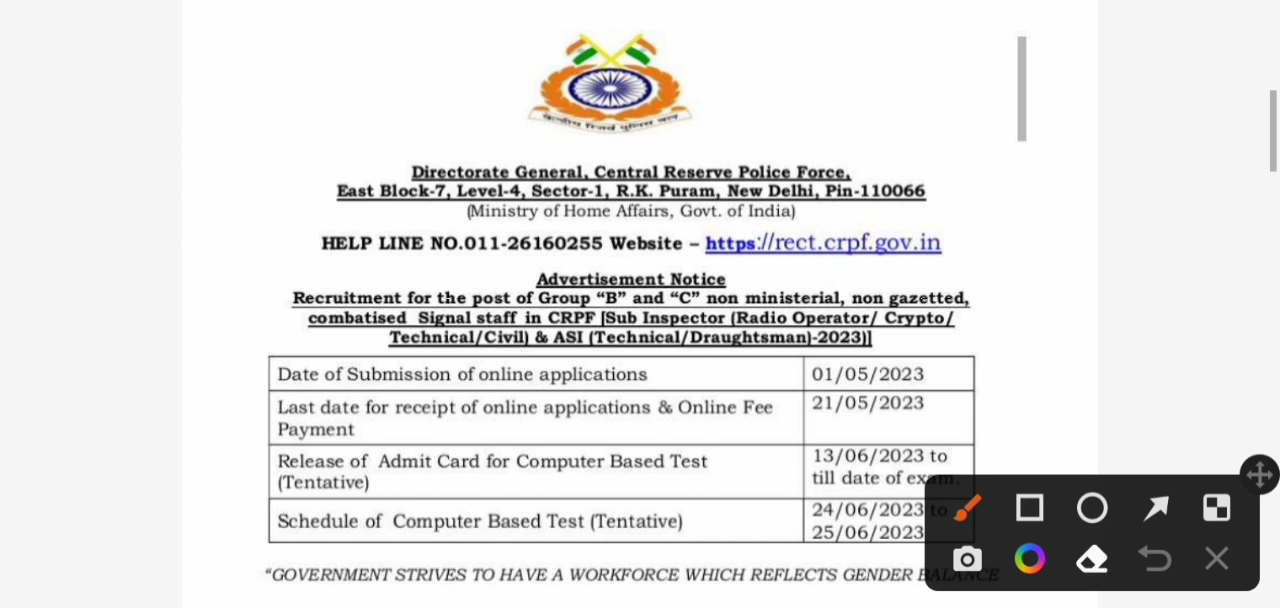 केन्द्रीय रिजर्व पुलिस बल
Directorate General, Central Reserve Police Force,
East Block-7, Level-4, Sector-1, R.K. Puram, New Delhi, Pin-110066
(Ministry of Home Affairs, Govt. of India)
HELP LINE NO.011-26160255 Website – https://rect.crpf.gov.in
Advertisement Notice
Recruitment for the post of Group “B” and “C” non ministerial, non gazetted,
combatised Signal staff in CRPF [Sub Inspector (Radio Operator/ Crypto/
Technical/Civil) & ASI (Technical/Draughtsman)-2023)]
Date of Submission of online applications 01/05/2023
Last date for receipt of online applications & Online Fee 21/05/2023
Payment
Release of Admit Card for Computer Based Test 13/06/2023 to
(Tentative) till date of exam.
Schedule of Computer Based Test (Tentative) 24/06/2023 to
25/06/2023
“GOVERNMENT STRIVES TO HAVE A WORKFORCE WHICH REFLECTS GENDER BALANCE